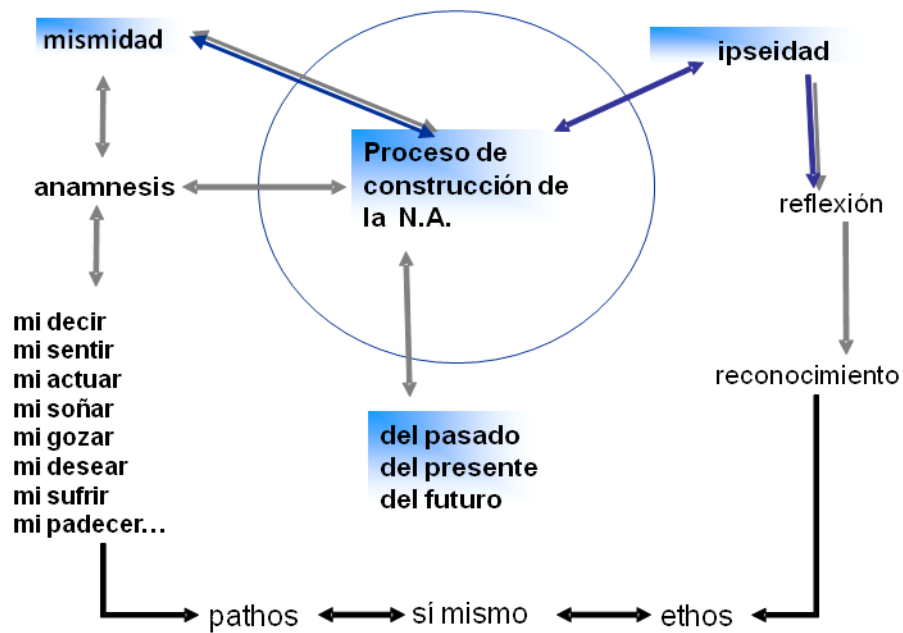 mismidad
ipseidad
Proceso de
construcción de
la N.A.
anamnesis
reflexión
mi decir
mi sentir
mi actuar
mi soñar
mi gozar
mi desear
mi sufrir
mi padecer…
reconocimiento
del pasado
del presente
del futuro
pathos
sí mismo
ethos